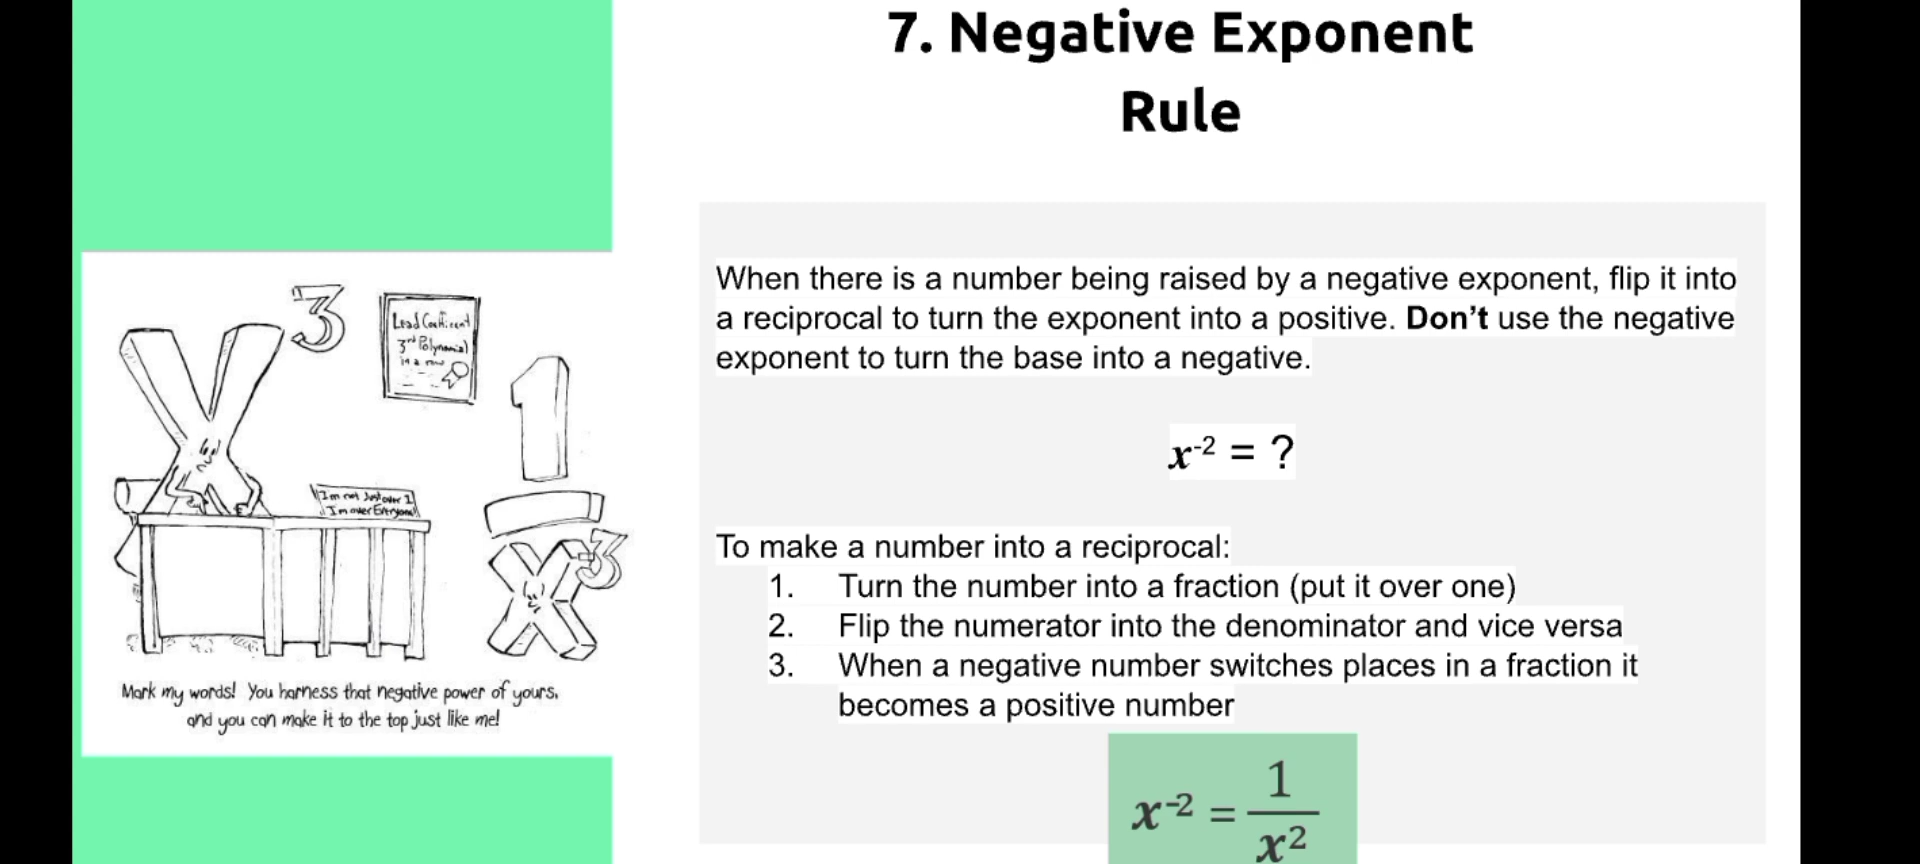 7. Negative Exponent
Rule
When there is a number being raised by a negative exponent, flip it into
a reciprocal to turn the exponent into a positive. Don't use the negative
exponent to turn the base into a negative.
x⁻² = ?
To make a number into a reciprocal:
1. Turn the number into a fraction (put it over one)
2. Flip the numerator into the denominator and vice versa
3. When a negative number switches places in a fraction it
becomes a positive number
x⁻² = 1
x²
X³
Lead Coefficient
3rd Polynomial
in a row
1
X⁻³
I'm not Just over 1
I'm over Everyone!
Mark my words! You harness that negative power of yours,
and you can make it to the top just like me!